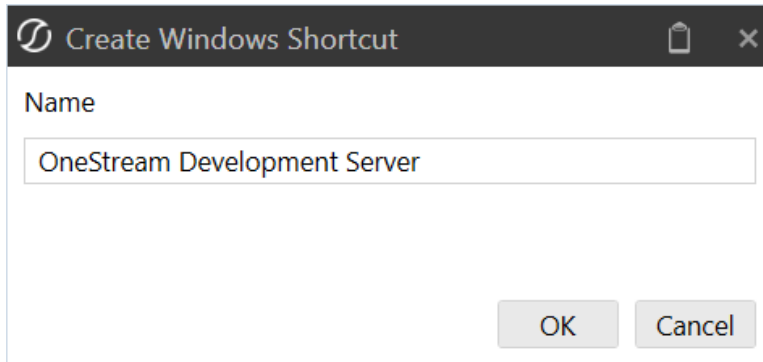 Create Windows Shortcut
Name
OneStream Development Server
OK Cancel